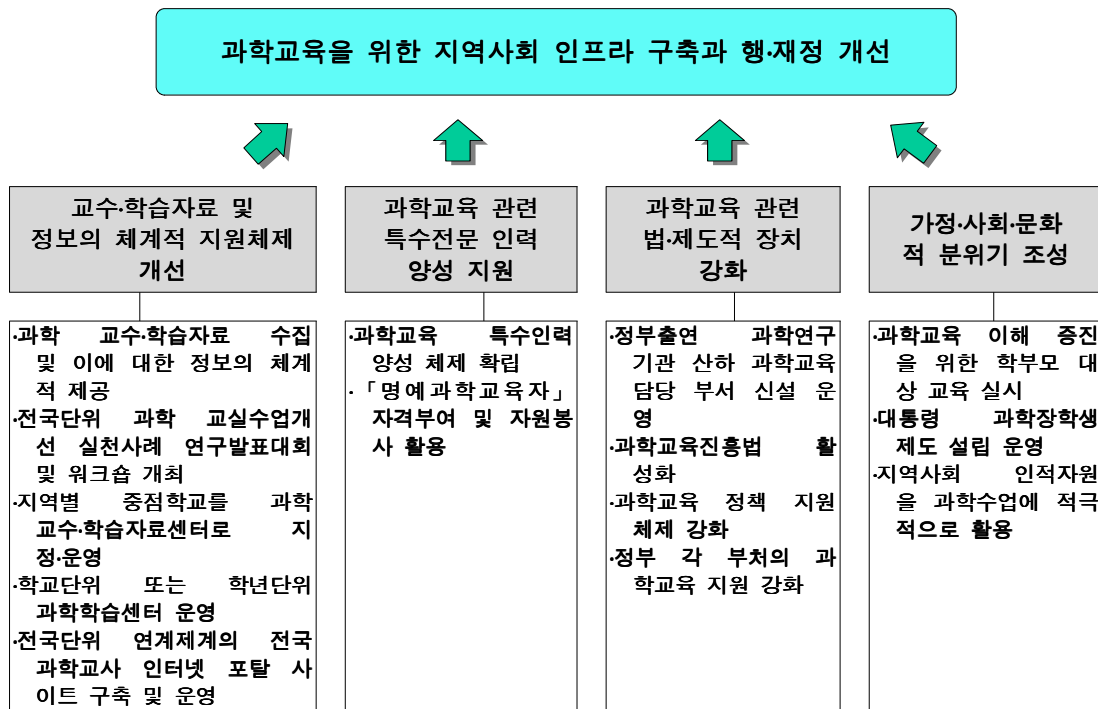 과학교육을 위한 지역사회 인프라 구축과 행·재정 개선
교수·학습자료 및
정보의 체계적 지원체제
개선
·과학 교수·학습자료 수집
및 이에 대한 정보의 체계
적 제공
·전국단위 과학 교실수업개
선 실천사례 연구발표대회
및 워크숍 개최
·지역별 중점학교를 과학
교수·학습자료센터로 지
정·운영
·학교단위 또는 학년단위
과학학습센터 운영
·전국단위 연계제계의 전국
과학교사 인터넷 포탈 사
이트 구축 및 운영
과학교육 관련
특수전문 인력
양성 지원
·과학교육 특수인력
양성 체제 확립
·「명예과학교육자」
자격부여 및 자원봉
사 활용
과학교육 관련
법·제도적 장치
강화
·정부출연 과학연구
기관 산하 과학교육
담당 부서 신설 운
영
·과학교육진흥법 활
성화
·과학교육 정책 지원
체제 강화
·정부 각 부처의 과
학교육 지원 강화
가정·사회·문화
적 분위기 조성
·과학교육 이해 증진
을 위한 학부모 대
상 교육 실시
·대통령 과학장학생
제도 설립 운영
·지역사회 인적자원
을 과학수업에 적극
적으로 활용